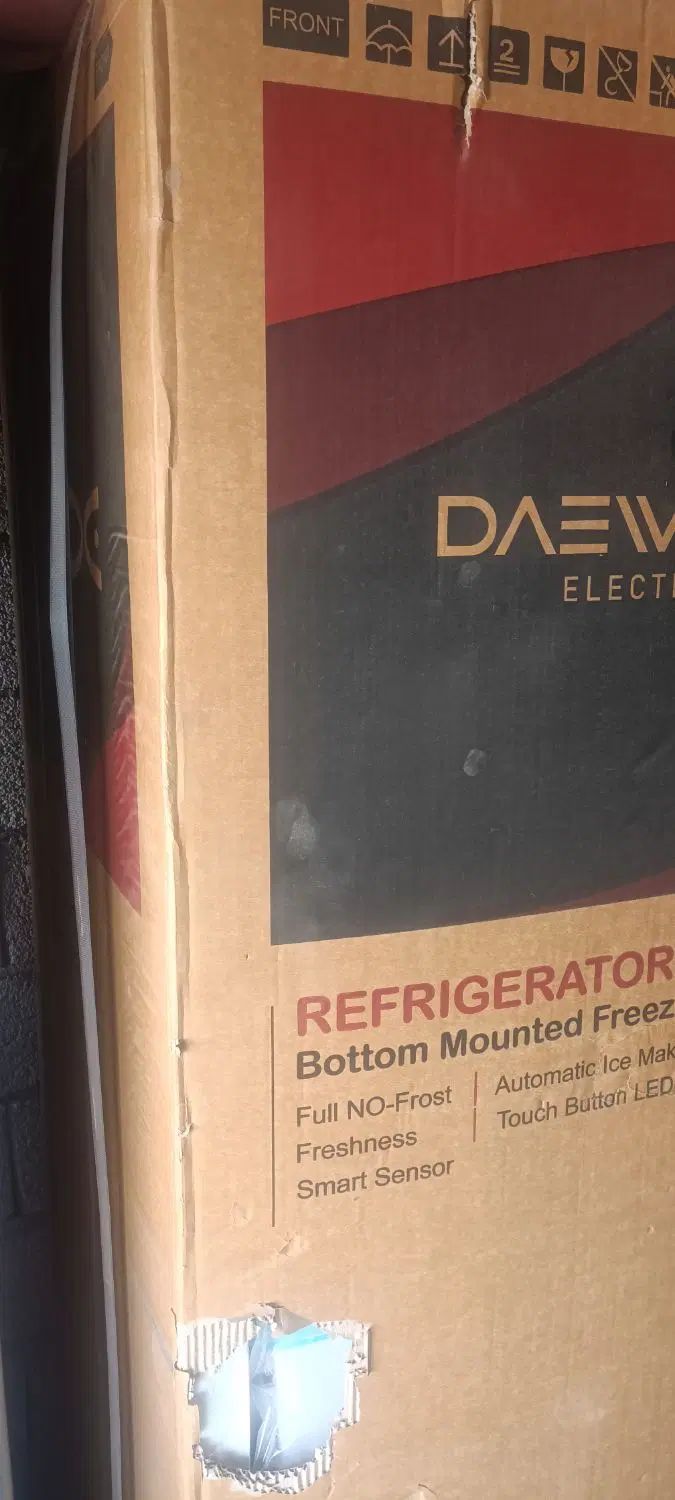 FRONT
2
DAEW
ELECT
REFRIGERATOR
Bottom Mounted Freez
Full NO-Frost
Automatic Ice Mak
Freshness
Touch Button LED
Smart Sensor